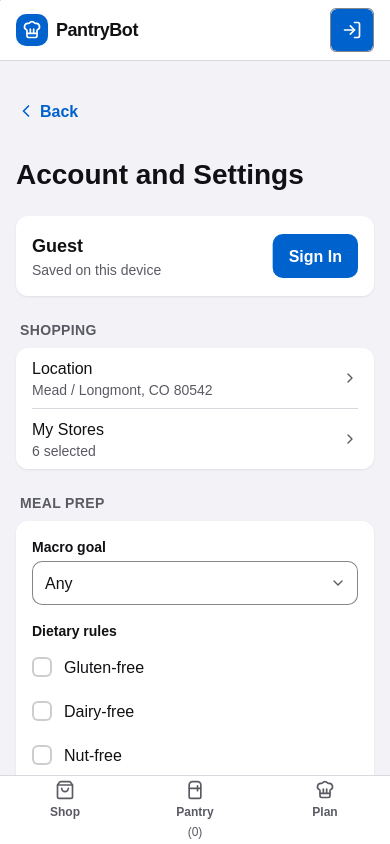 PantryBot
Back
Account and Settings
Guest
Saved on this device
Sign In
SHOPPING
Location
Mead / Longmont, CO 80542
My Stores
6 selected
MEAL PREP
Macro goal
Any
Dietary rules
Gluten-free
Dairy-free
Nut-free
Shop
Pantry
Plan
(0)